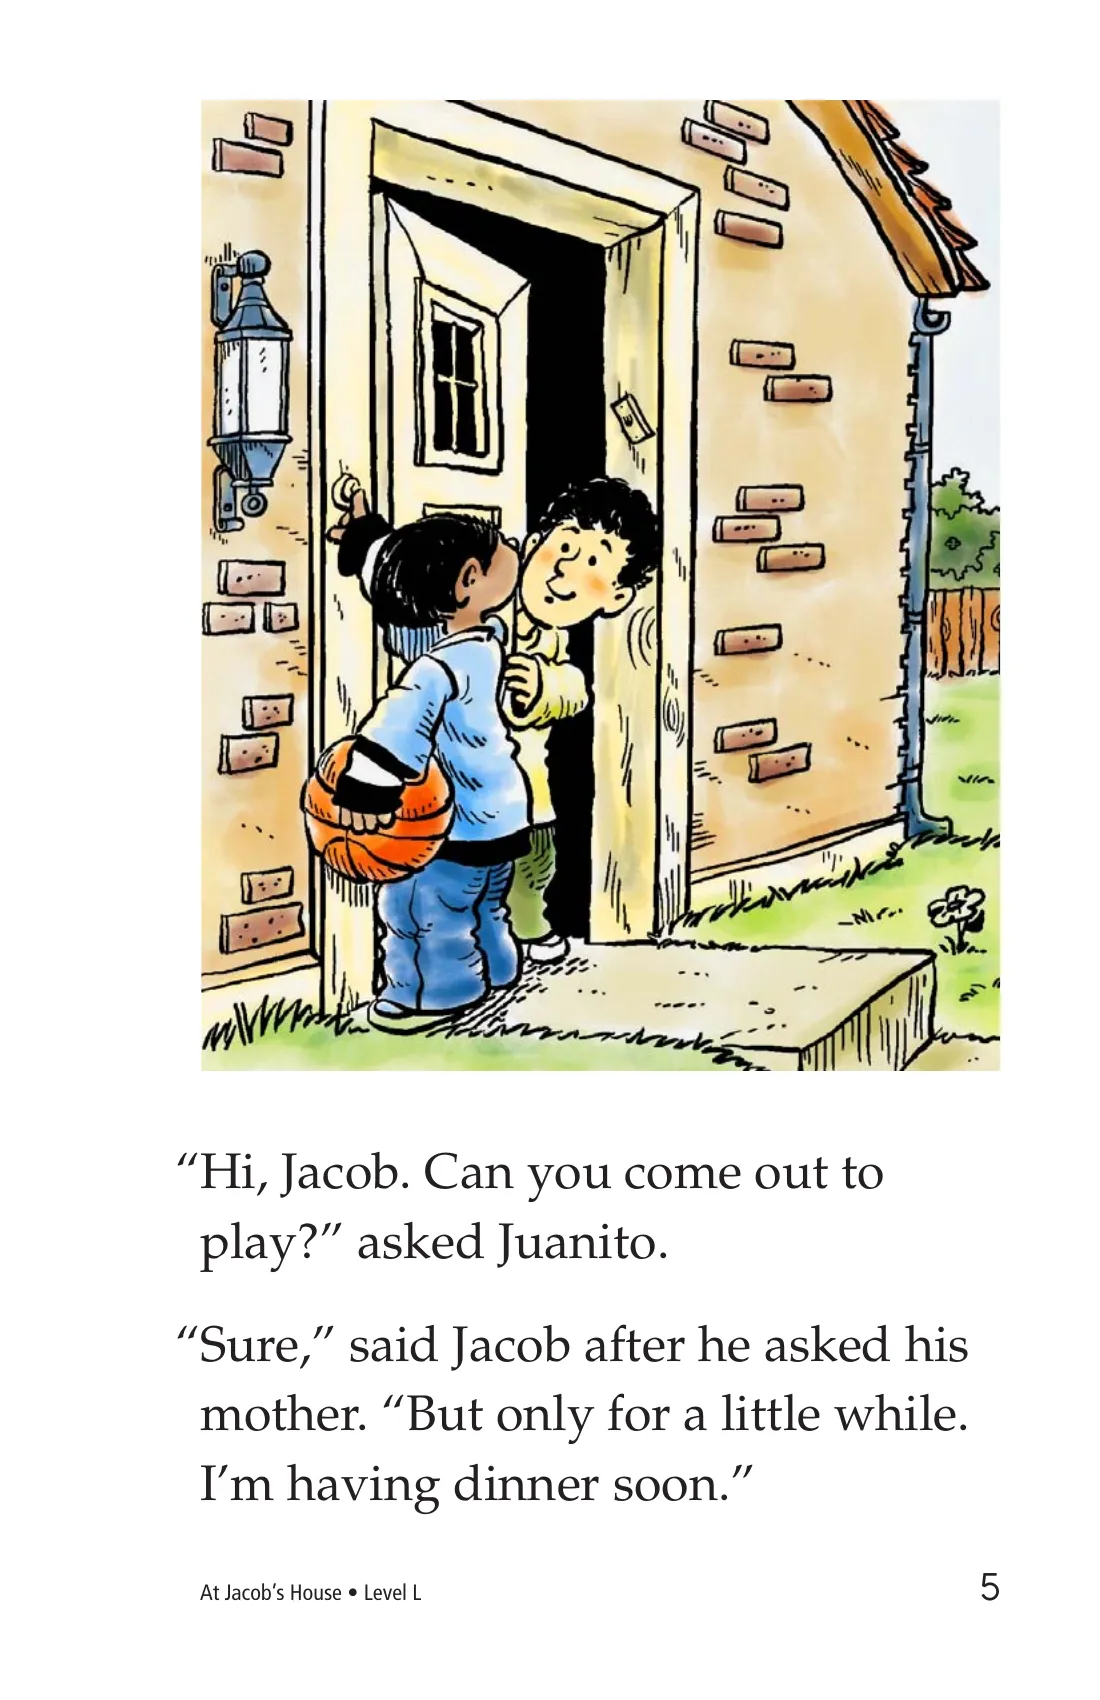 “Hi, Jacob. Can you come out to
play?” asked Juanito.
“Sure,” said Jacob after he asked his
mother. “But only for a little while.
I’m having dinner soon.”
At Jacob’s House • Level L
5